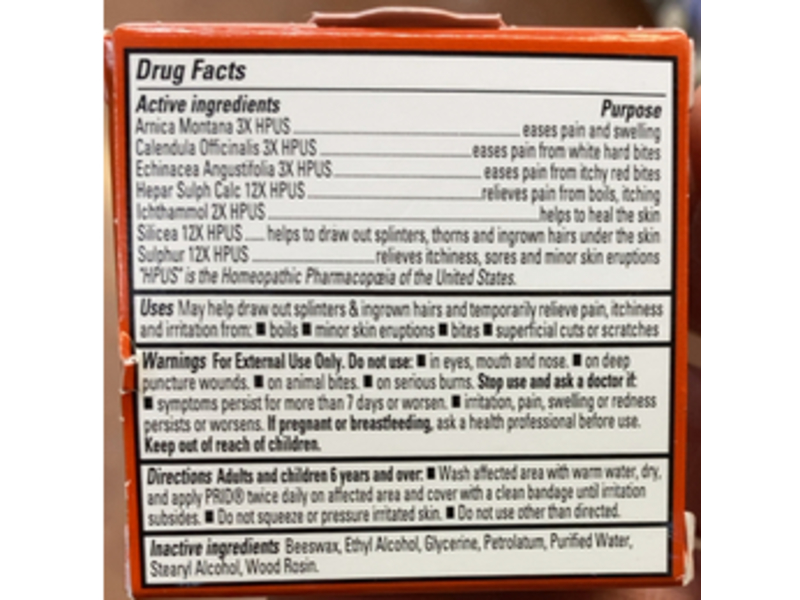 Drug Facts
Active ingredients Purpose
Arnica Montana 3X HPUS eases pain and swelling
Calendula Officinalis 3X HPUS eases pain from white hard bites
Echinacea Angustifolia 3X HPUS eases pain from itchy red bites
Hepar Sulph Calc 12X HPUS relieves pain from boils, itching
Ichthammol 2X HPUS helps to heal the skin
Silicea 12X HPUS helps to draw out splinters, thorns and ingrown hairs under the skin
Sulphur 12X HPUS relieves itchiness, sores and minor skin eruptions
"HPUS" is the Homeopathic Pharmacopœia of the United States.
Uses May help draw out splinters & ingrown hairs and temporarily relieve pain, itchiness
and irritation from: ■ boils ■ minor skin eruptions ■ bites ■ superficial cuts or scratches
Warnings For External Use Only. Do not use: ■ in eyes, mouth and nose. ■ on deep
puncture wounds. ■ on animal bites. ■ on serious burns. Stop use and ask a doctor if:
■ symptoms persist for more than 7 days or worsen. ■ irritation, pain, swelling or redness
persists or worsens. If pregnant or breastfeeding, ask a health professional before use.
Keep out of reach of children.
Directions Adults and children 6 years and over: ■ Wash affected area with warm water, dry,
and apply PRID® twice daily on affected area and cover with a clean bandage until irritation
subsides. ■ Do not squeeze or pressure irritated skin. ■ Do not use other than directed.
Inactive ingredients Beeswax, Ethyl Alcohol, Glycerine, Petrolatum, Purified Water,
Stearyl Alcohol, Wood Rosin.